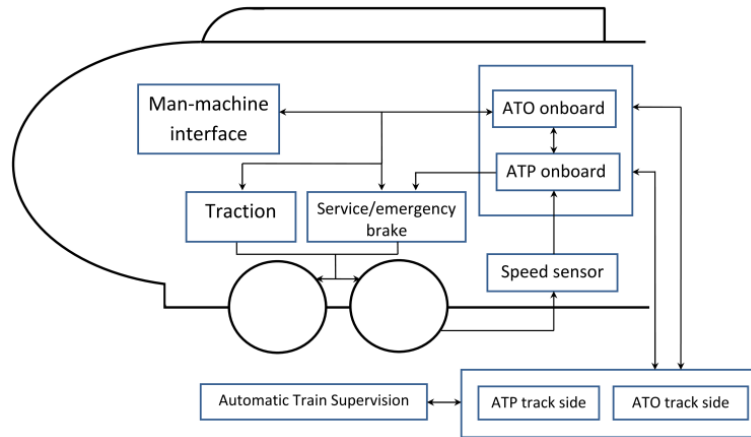 Man-machine
interface
ATO onboard
ATP onboard
Traction
Service/emergency
brake
Speed sensor
Automatic Train Supervision
ATP track side
ATO track side